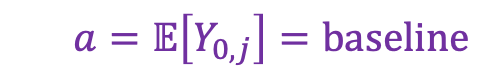 a = 𝔼[Y₀,ⱼ] = baseline